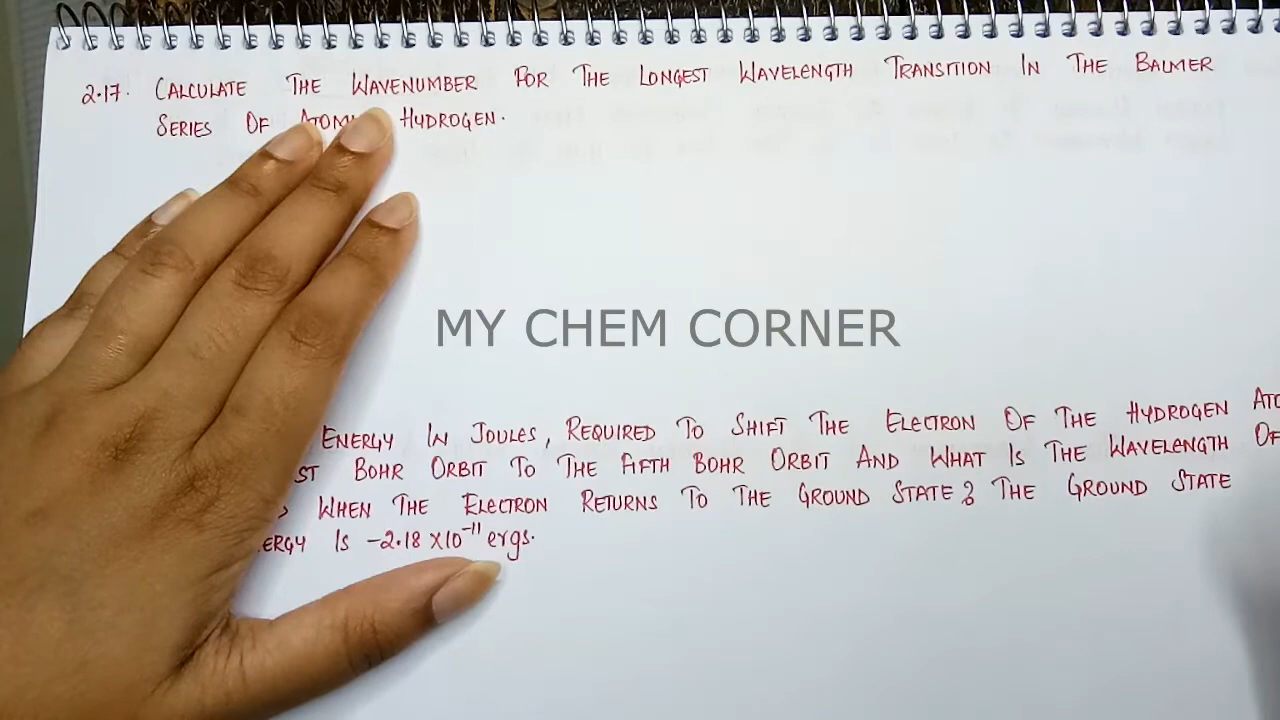 2.17. CALCULATE THE WAVENUMBER FOR THE LONGEST WAVELENGTH TRANSITION IN THE BALMER
SERIES OF HYDROGEN.
MY CHEM CORNER
ENERGY IN JOULES, REQUIRED TO SHIFT THE ELECTRON OF THE HYDROGEN
BOHR ORBIT TO THE FIFTH BOHR ORBIT AND WHAT IS THE WAVELENGTH OF
WHEN THE ELECTRON RETURNS TO THE GROUND STATE? THE GROUND STATE
IS -2.18 X10⁻¹¹ ergs.